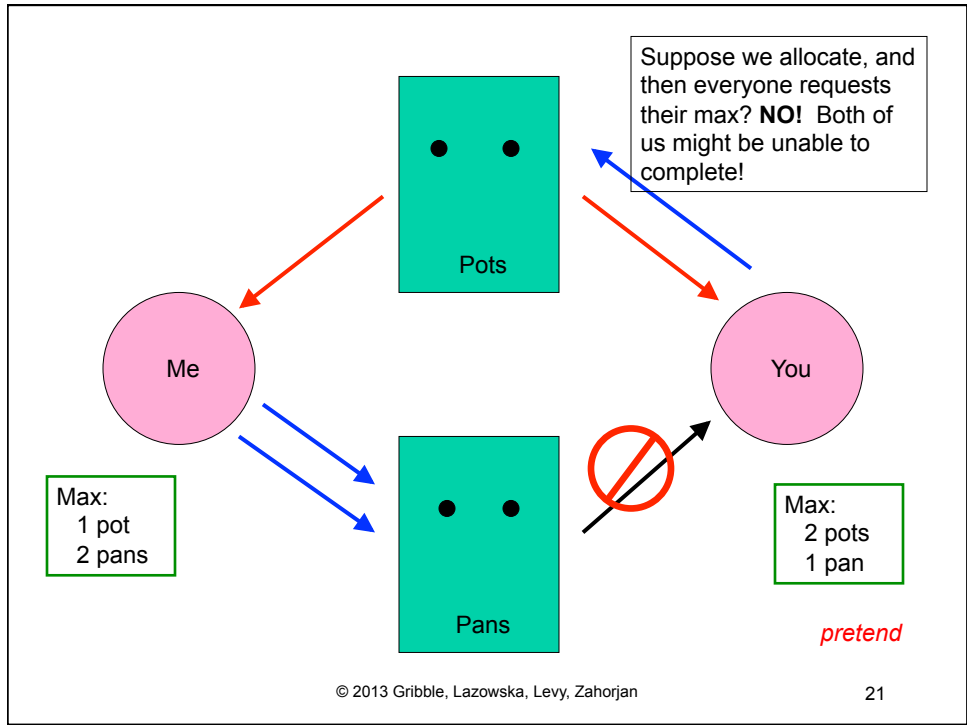 Suppose we allocate, and
then everyone requests
their max? NO!  Both of
us might be unable to
complete!
Pots
Me
You
Max:
1 pot
2 pans
Max:
2 pots
1 pan
Pans
pretend
© 2013 Gribble, Lazowska, Levy, Zahorjan
21